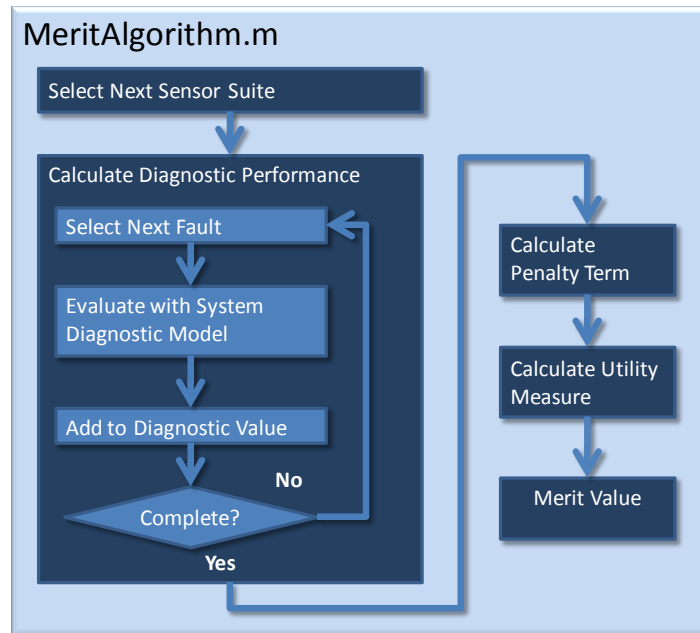 MeritAlgorithm.m
Select Next Sensor Suite
Calculate Diagnostic Performance
Select Next Fault
Evaluate with System
Diagnostic Model
Add to Diagnostic Value
No
Complete?
Yes
Calculate
Penalty Term
Calculate Utility
Measure
Merit Value